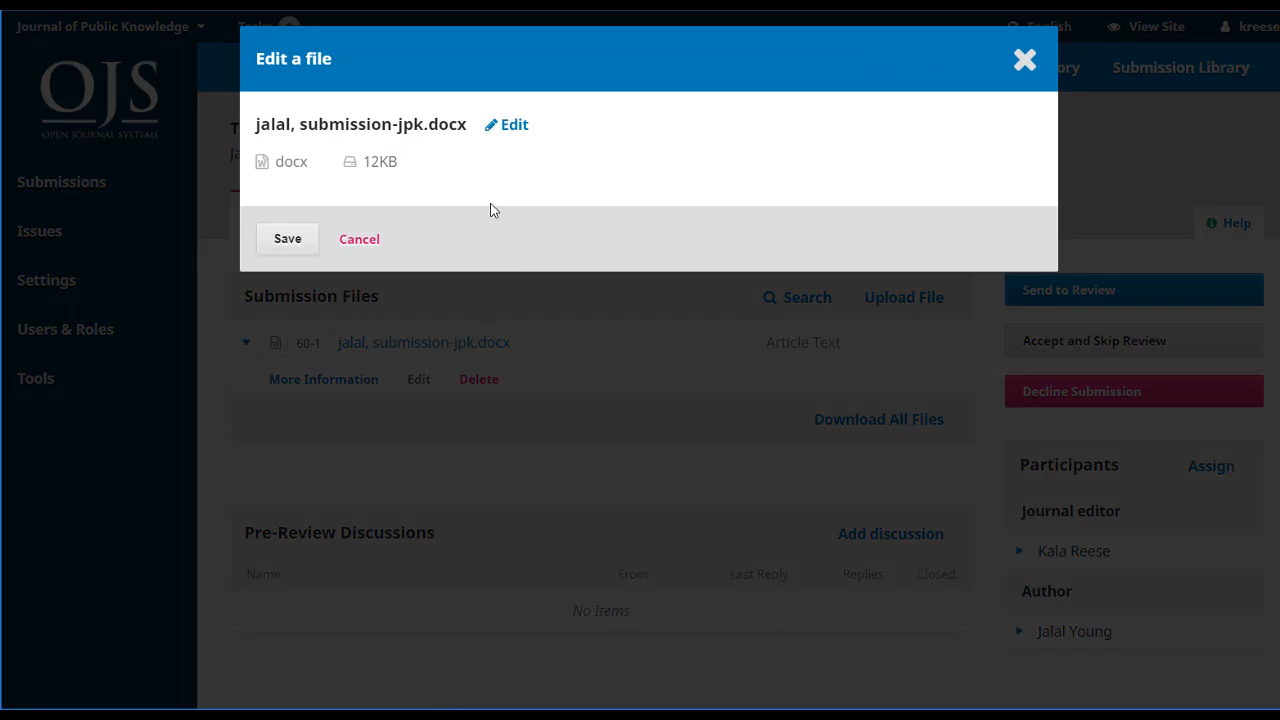 Journal of Public Knowledge
English
View Site
kreese
Edit a file
OJS
OPEN JOURNAL SYSTEMS
Submission Library
jalal, submission-jpk.docx Edit
docx 12KB
Submissions
Issues
Help
Save Cancel
Settings
Submission Files Search Upload File
Send to Review
Users & Roles
60-1 jalal, submission-jpk.docx Article Text
Accept and Skip Review
Tools
More Information Edit Delete
Decline Submission
Download All Files
Participants Assign
Journal editor
Pre-Review Discussions Add discussion
Kala Reese
Name From Last Reply Replies Closed
Author
No Items
Jalal Young